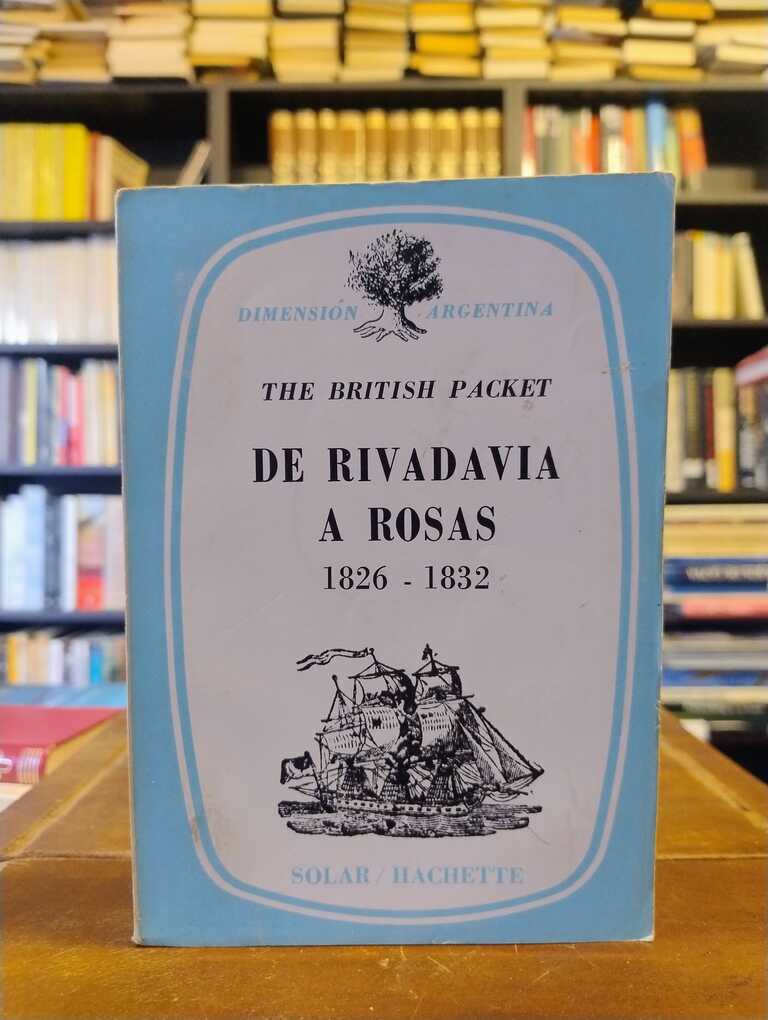 DIMENSIÓN ARGENTINA
THE BRITISH PACKET
DE RIVADAVIA
A ROSAS
1826 - 1832
SOLAR / HACHETTE